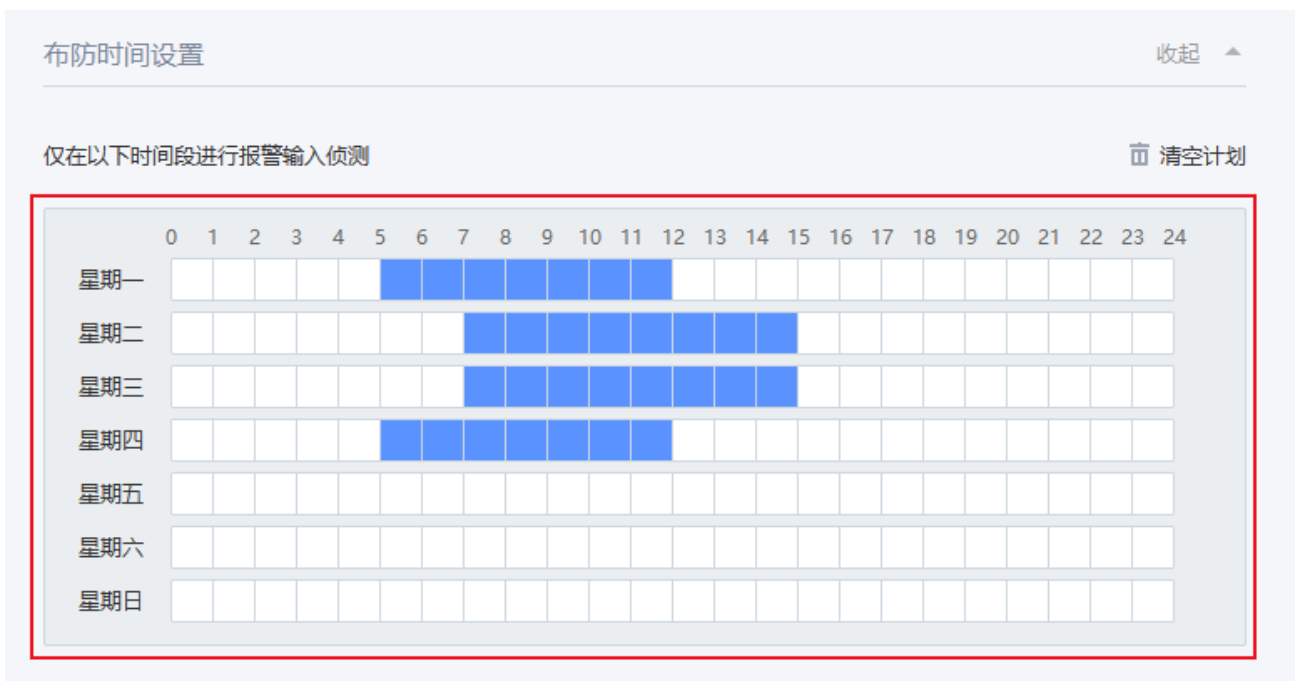 布防时间设置 收起
仅在以下时间段进行报警输入侦测 清空计划
0 1 2 3 4 5 6 7 8 9 10 11 12 13 14 15 16 17 18 19 20 21 22 23 24
星期一
星期二
星期三
星期四
星期五
星期六
星期日